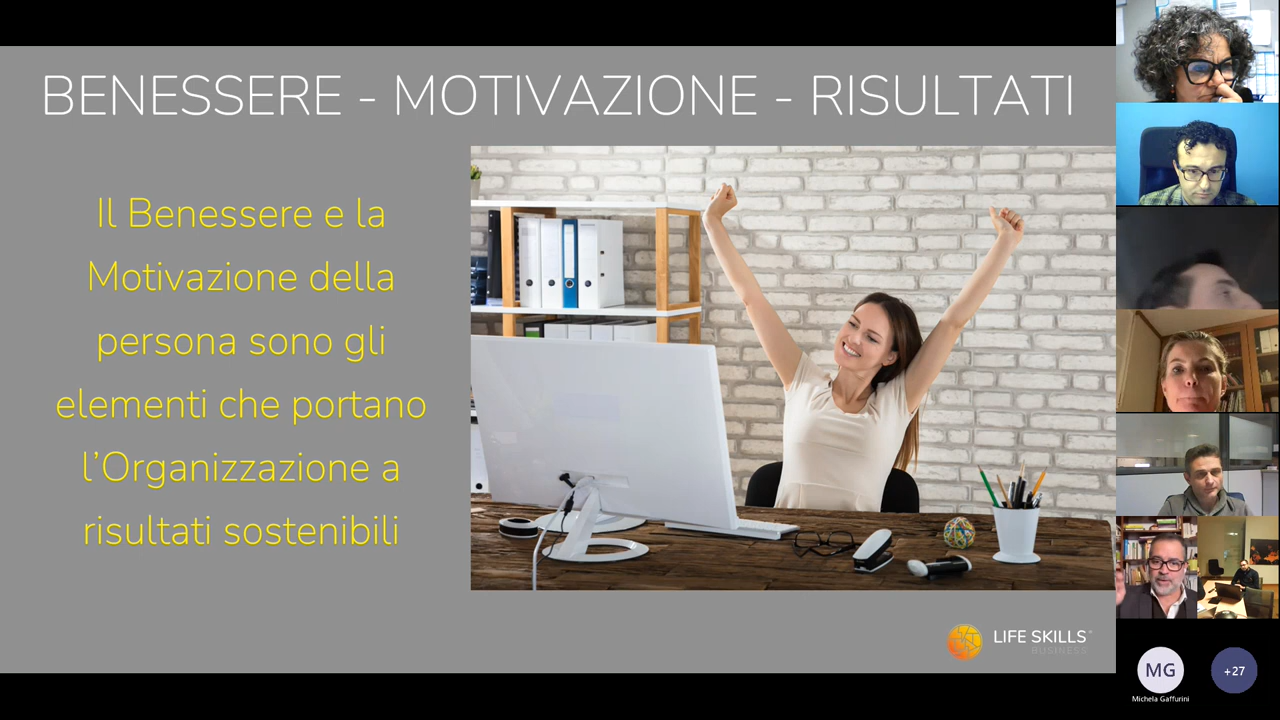 BENESSERE - MOTIVAZIONE - RISULTATI
Il Benessere e la
Motivazione della
persona sono gli
elementi che portano
l’Organizzazione a
risultati sostenibili
LIFE SKILLS
BUSINESS
MG
+27
Michela Gaffurini